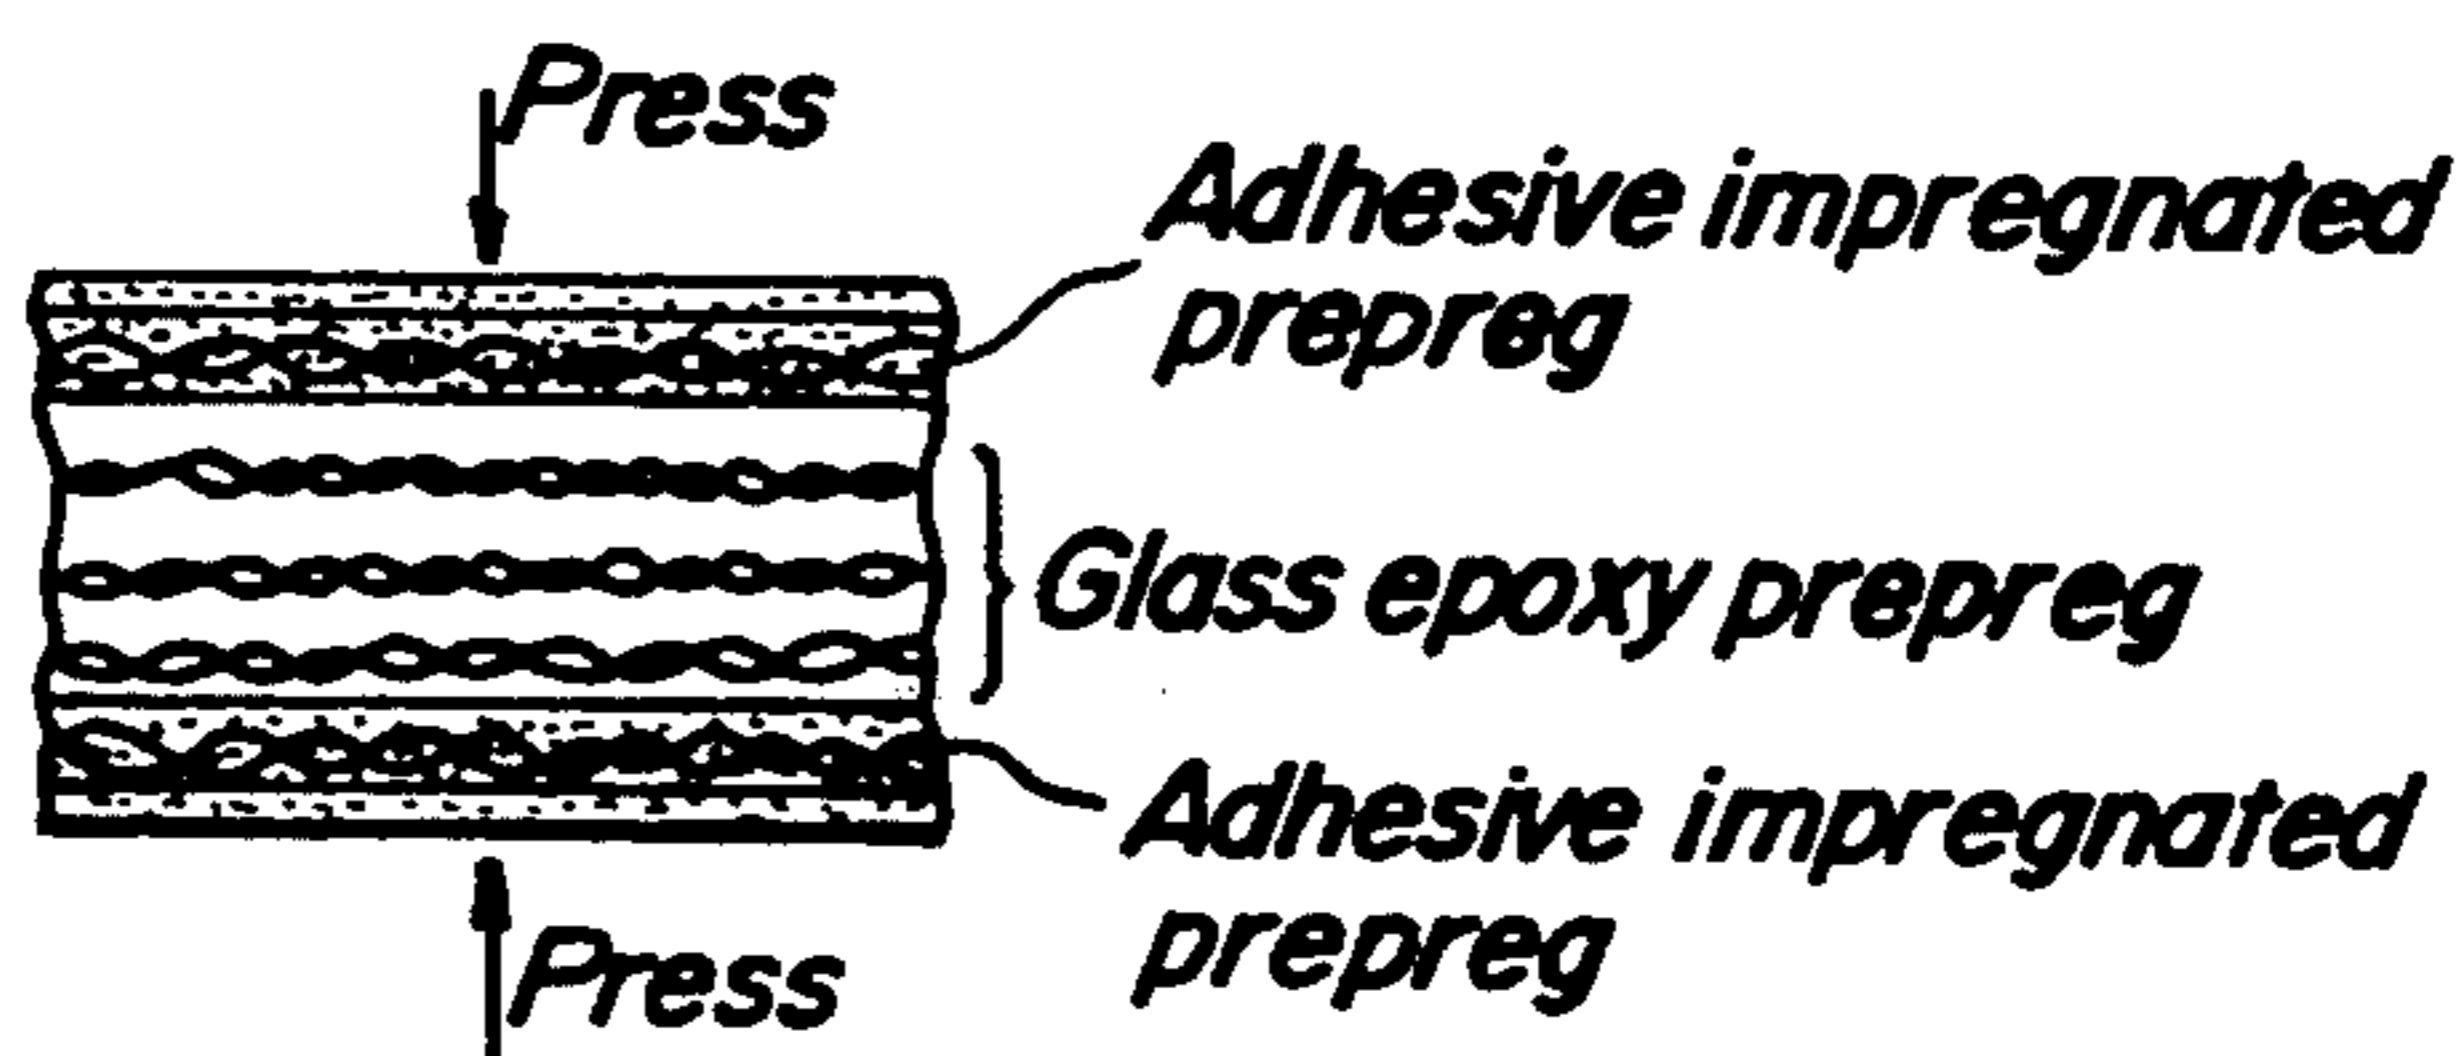 Press
Adhesive impregnated
prepreg
Glass epoxy prepreg
Adhesive impregnated
prepreg
Press